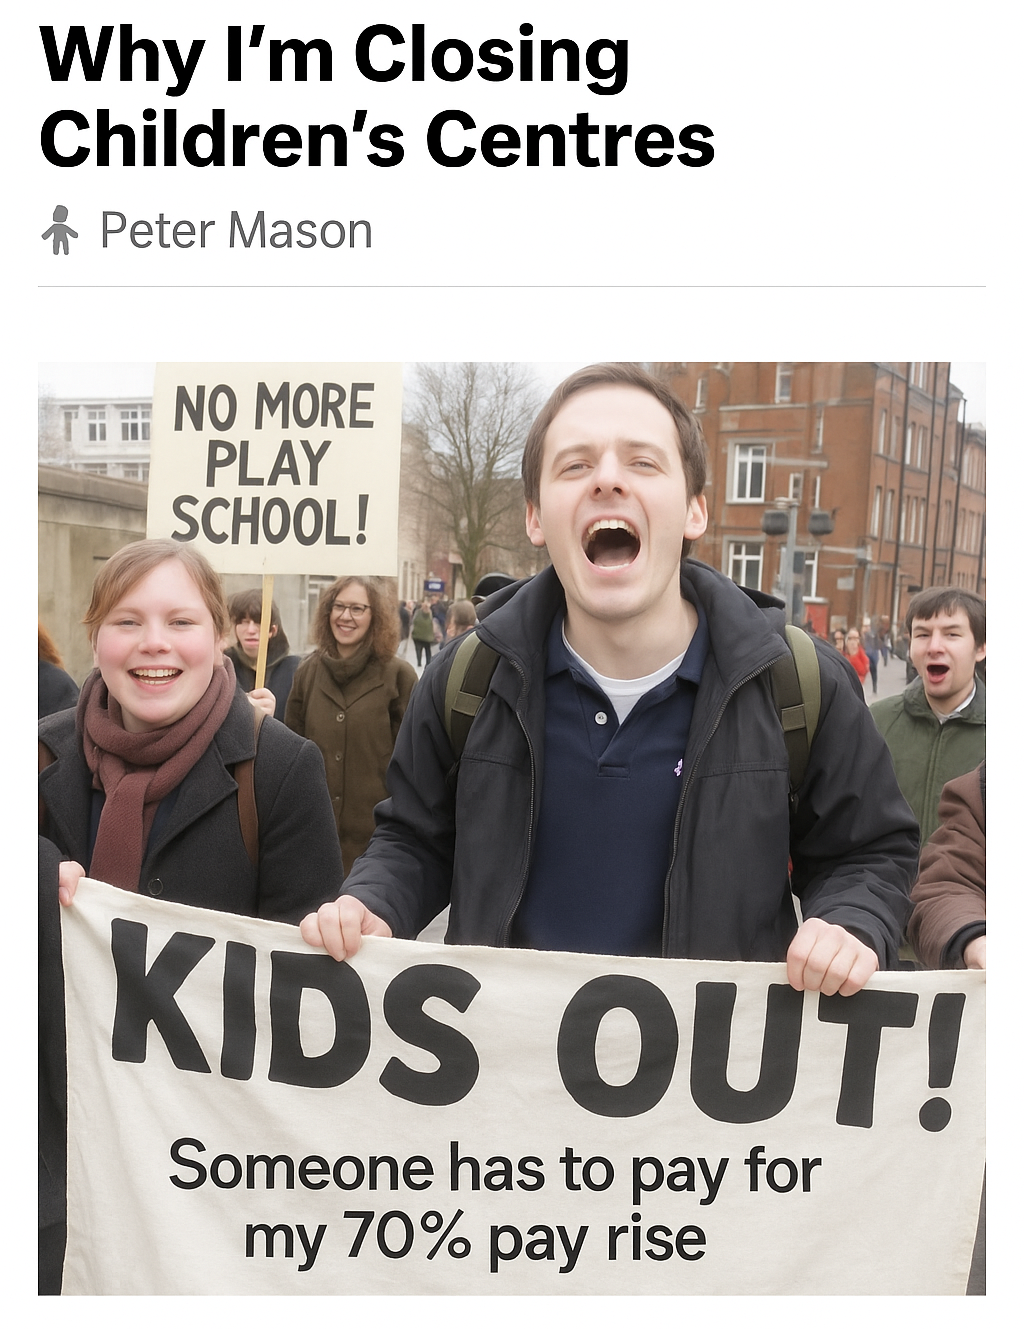 Why I'm Closing
Children's Centres
Peter Mason
NO MORE
PLAY
SCHOOL!
KIDS OUT!
Someone has to pay for
my 70% pay rise